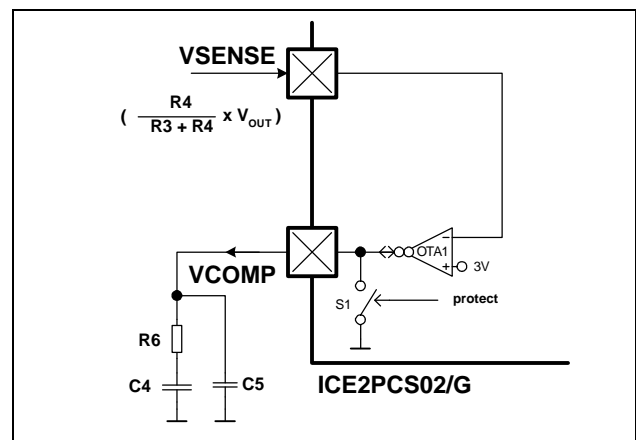 VSENSE
( R4 / R3 + R4 x VOUT )
OTA1
−
+
3V
VCOMP
S1
protect
R6
C4
C5
ICE2PCS02/G